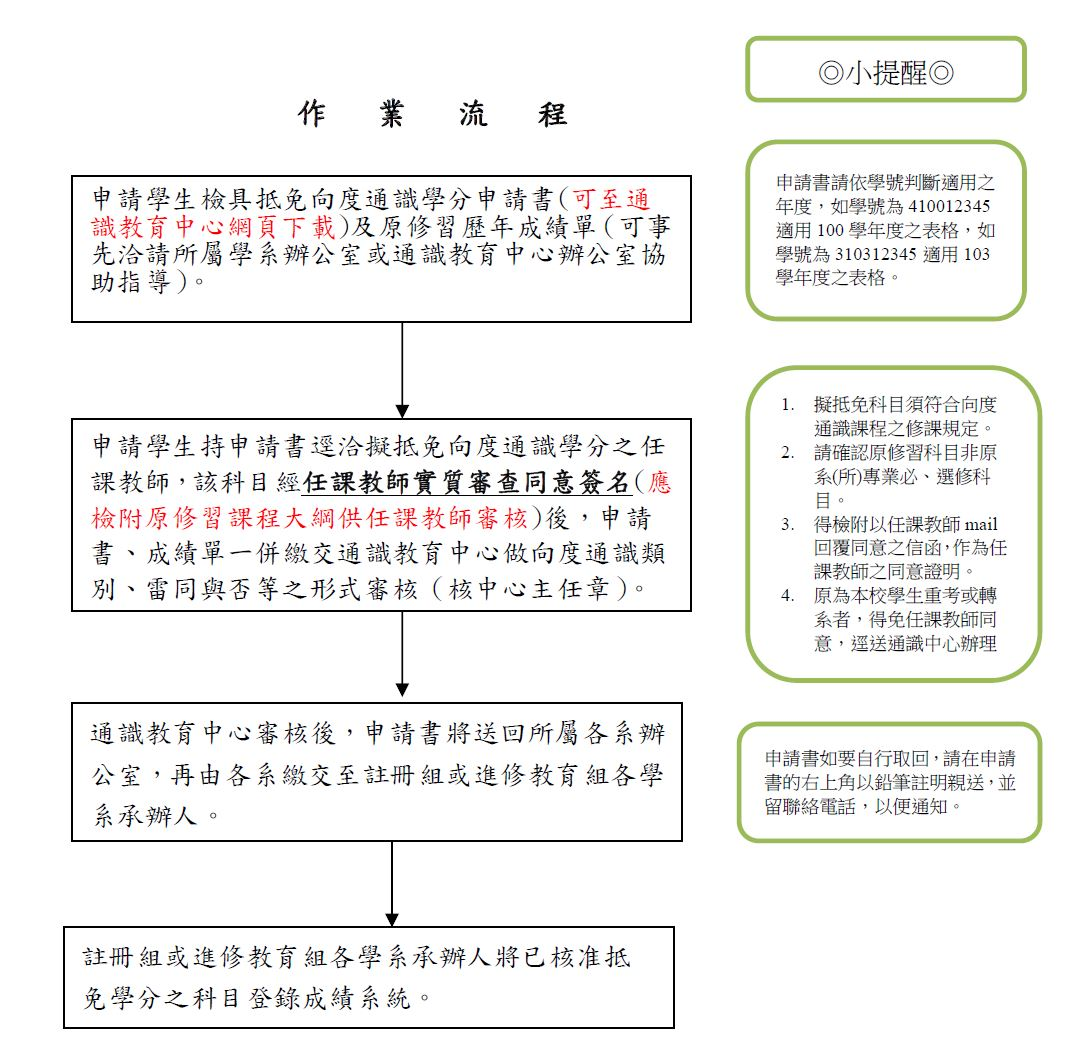 作業流程
申請學生檢具抵免向度通識學分申請書(可至通
識教育中心網頁下載)及原修習歷年成績單(可事
先洽請所屬學系辦公室或通識教育中心辦公室協
助指導)。
申請學生持申請書逕洽擬抵免向度通識學分之任
課教師，該科目經任課教師實質審查同意簽名(應
檢附原修習課程大綱供任課教師審核)後，申請
書、成績單一併繳交通識教育中心做向度通識類
別、雷同與否等之形式審核（核中心主任章）。
通識教育中心審核後，申請書將送回所屬各系辦
公室，再由各系繳交至註冊組或進修教育組各學
系承辦人。
註冊組或進修教育組各學系承辦人將已核准抵
免學分之科目登錄成績系統。
◎小提醒◎
申請書請依學號判斷適用之
年度，如學號為 410012345
適用 100 學年度之表格，如
學號為 310312345 適用 103
學年度之表格。
1. 擬抵免科目須符合向度
通識課程之修課規定。
2. 請確認原修習科目非原
系(所)專業必、選修科
目。
3. 得檢附以任課教師 mail
回覆同意之信函，作為任
課教師之同意證明。
4. 原為本校學生重考或轉
系者，得免任課教師同
意，逕送通識中心辦理
申請書如要自行取回，請在申請
書的右上角以鉛筆註明親送，並
留聯絡電話，以便通知。